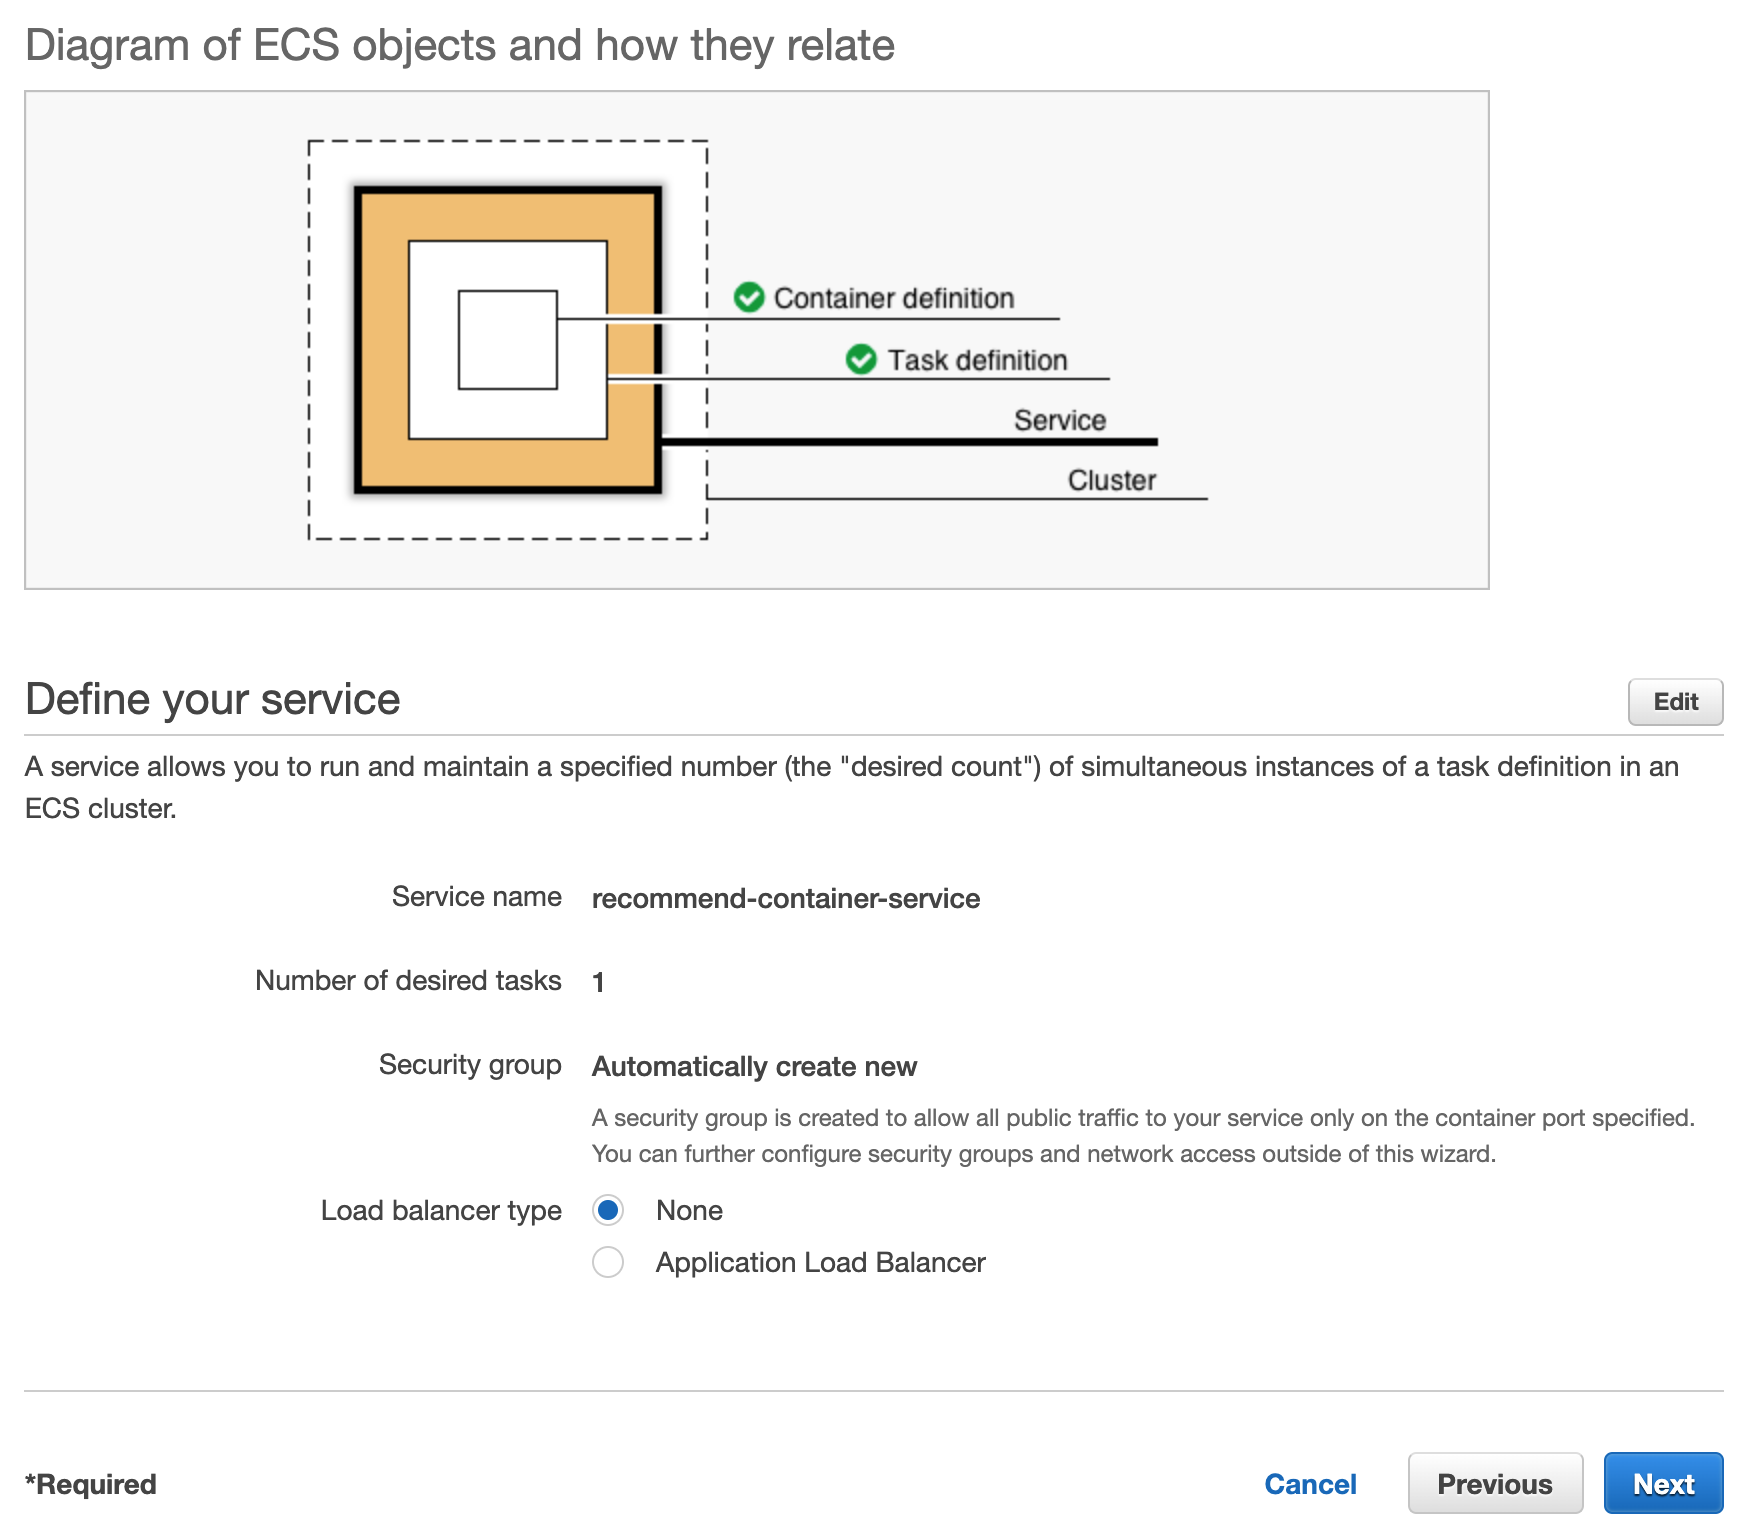 Diagram of ECS objects and how they relate
Container definition
Task definition
Service
Cluster
Define your service
Edit
A service allows you to run and maintain a specified number (the "desired count") of simultaneous instances of a task definition in an
ECS cluster.
Service name recommend-container-service
Number of desired tasks 1
Security group Automatically create new
A security group is created to allow all public traffic to your service only on the container port specified.
You can further configure security groups and network access outside of this wizard.
Load balancer type None
Application Load Balancer
*Required Cancel Previous Next